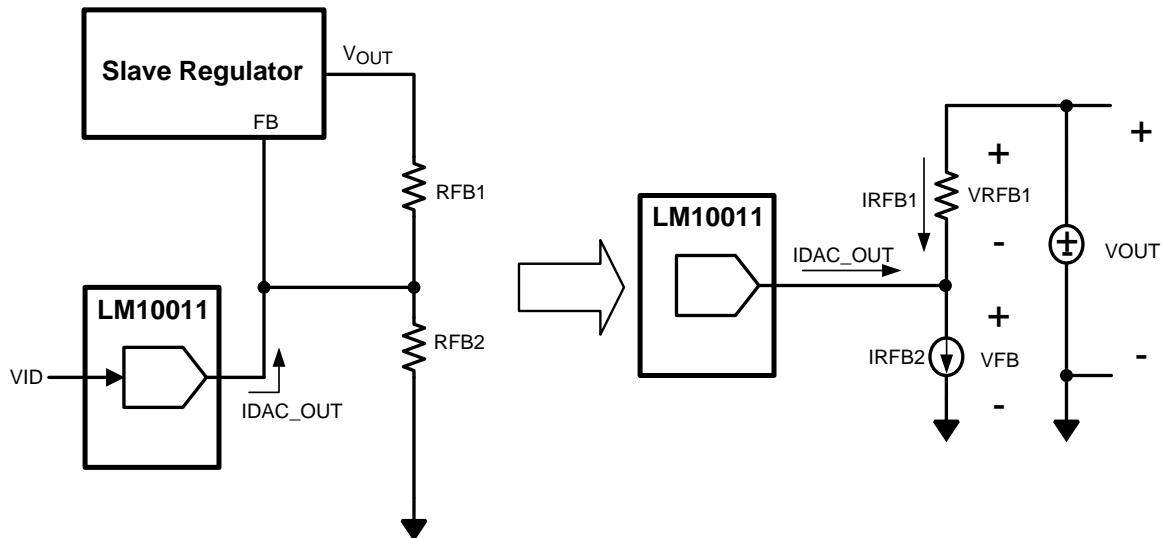 Slave Regulator
VOUT
FB
RFB1
LM10011
RFB2
VID
IDAC_OUT
LM10011
IDAC_OUT
IRFB1
+
VRFB1
-
+
VOUT
-
IRFB2
+
VFB
-